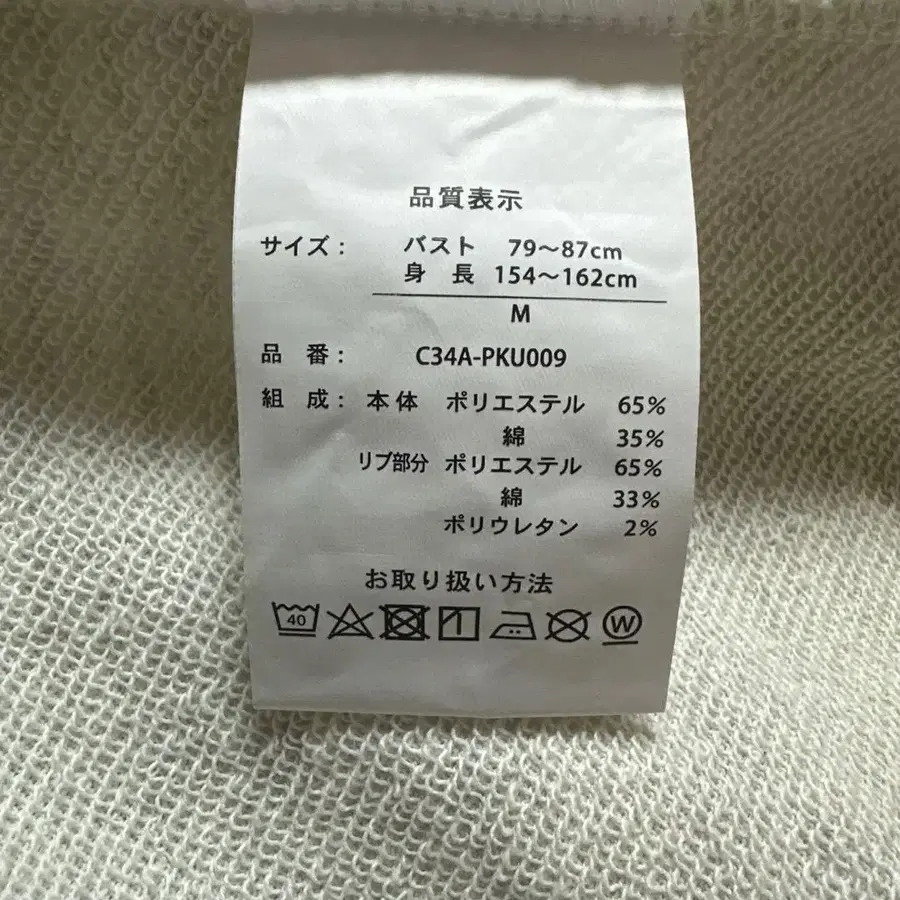 品質表示
サイズ： バスト 79～87cm
身 長 154～162cm
M
品 番： C34A-PKU009
組 成： 本体 ポリエステル 65%
綿 35%
リブ部分 ポリエステル 65%
綿 33%
ポリウレタン 2%
お取り扱い方法
40 W